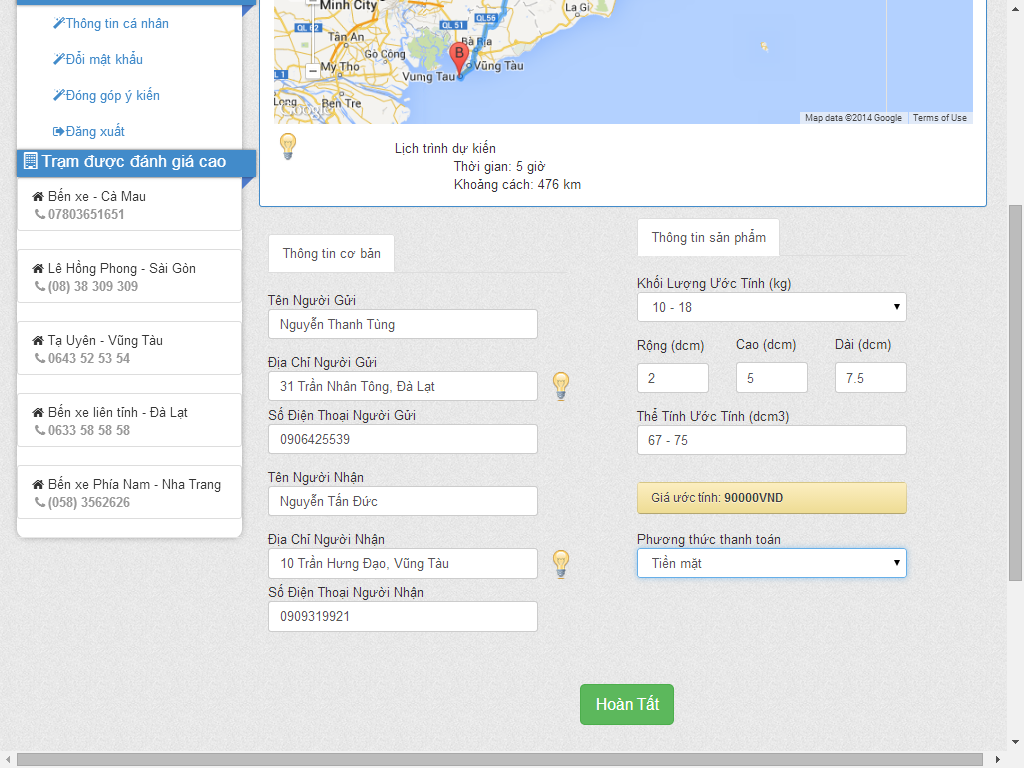 Thông tin cá nhân
Đổi mật khẩu
Đóng góp ý kiến
Đăng xuất
Trạm được đánh giá cao
Bến xe - Cà Mau
07803651651
Lê Hồng Phong - Sài Gòn
(08) 38 309 309
Tạ Uyên - Vũng Tàu
0643 52 53 54
Bến xe liên tỉnh - Đà Lạt
0633 58 58 58
Bến xe Phía Nam - Nha Trang
(058) 3562626
Minh City
La Gi
QL56
QL 51
Tân An
Bà Rịa
Gò Công
B
Vũng Tàu
My Tho
Vung Tau
QL1
Long
Ben Tre
Google
Map data ©2014 Google
Terms of Use
Lịch trình dự kiến
Thời gian: 5 giờ
Khoảng cách: 476 km
Thông tin cơ bản
Tên Người Gửi
Nguyễn Thanh Tùng
Địa Chỉ Người Gửi
31 Trần Nhân Tông, Đà Lạt
Số Điện Thoại Người Gửi
0906425539
Tên Người Nhận
Nguyễn Tấn Đức
Địa Chỉ Người Nhận
10 Trần Hưng Đạo, Vũng Tàu
Số Điện Thoại Người Nhận
0909319921
Thông tin sản phẩm
Khối Lượng Ước Tính (kg)
10 - 18
Rộng (dcm) Cao (dcm) Dài (dcm)
2 5 7.5
Thể Tính Ước Tính (dcm3)
67 - 75
Giá ước tính: 90000VND
Phương thức thanh toán
Tiền mặt
Hoàn Tất